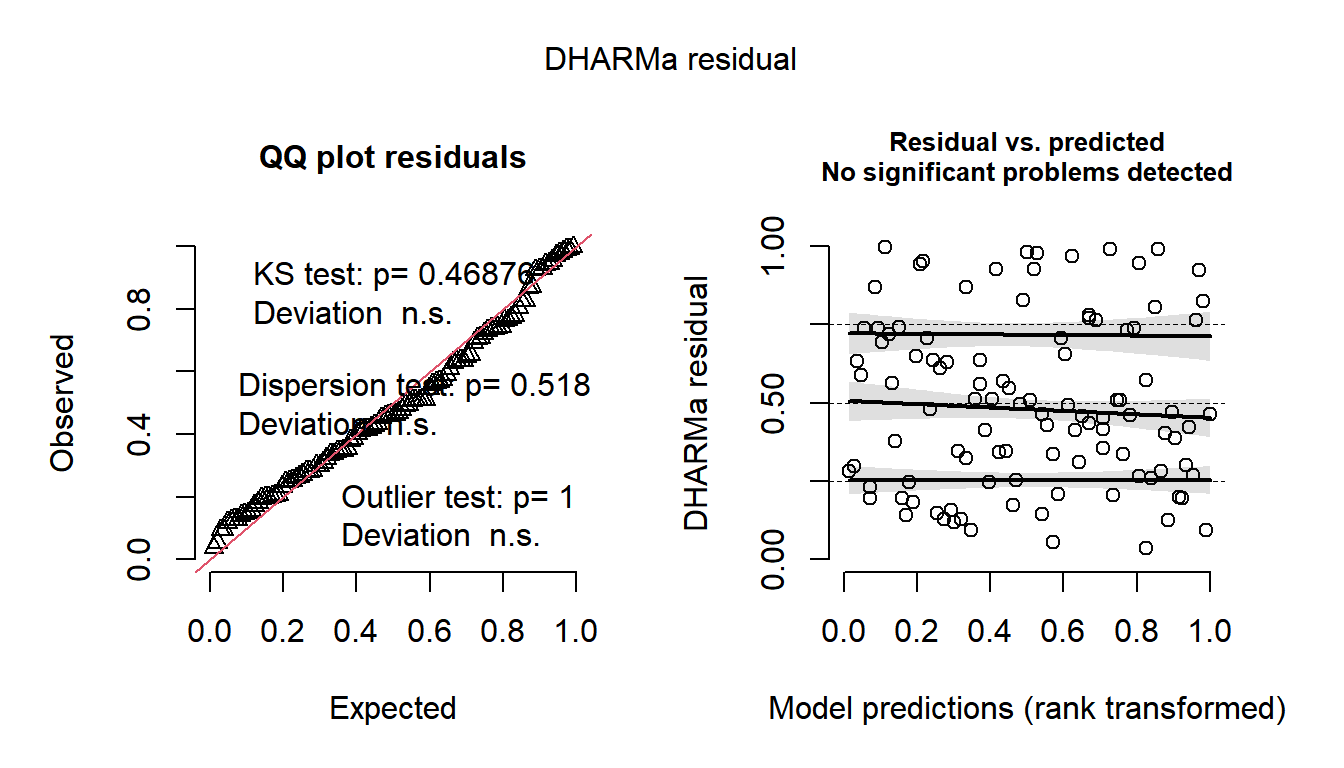 DHARMa residual
QQ plot residuals
KS test: p= 0.46876
Deviation  n.s.
Dispersion test: p= 0.518
Deviation  n.s.
Outlier test: p= 1
Deviation  n.s.
Observed
0.0
0.4
0.8
0.0 0.2 0.4 0.6 0.8 1.0
Expected
Residual vs. predicted
No significant problems detected
DHARMa residual
0.00
0.50
1.00
0.0 0.2 0.4 0.6 0.8 1.0
Model predictions (rank transformed)